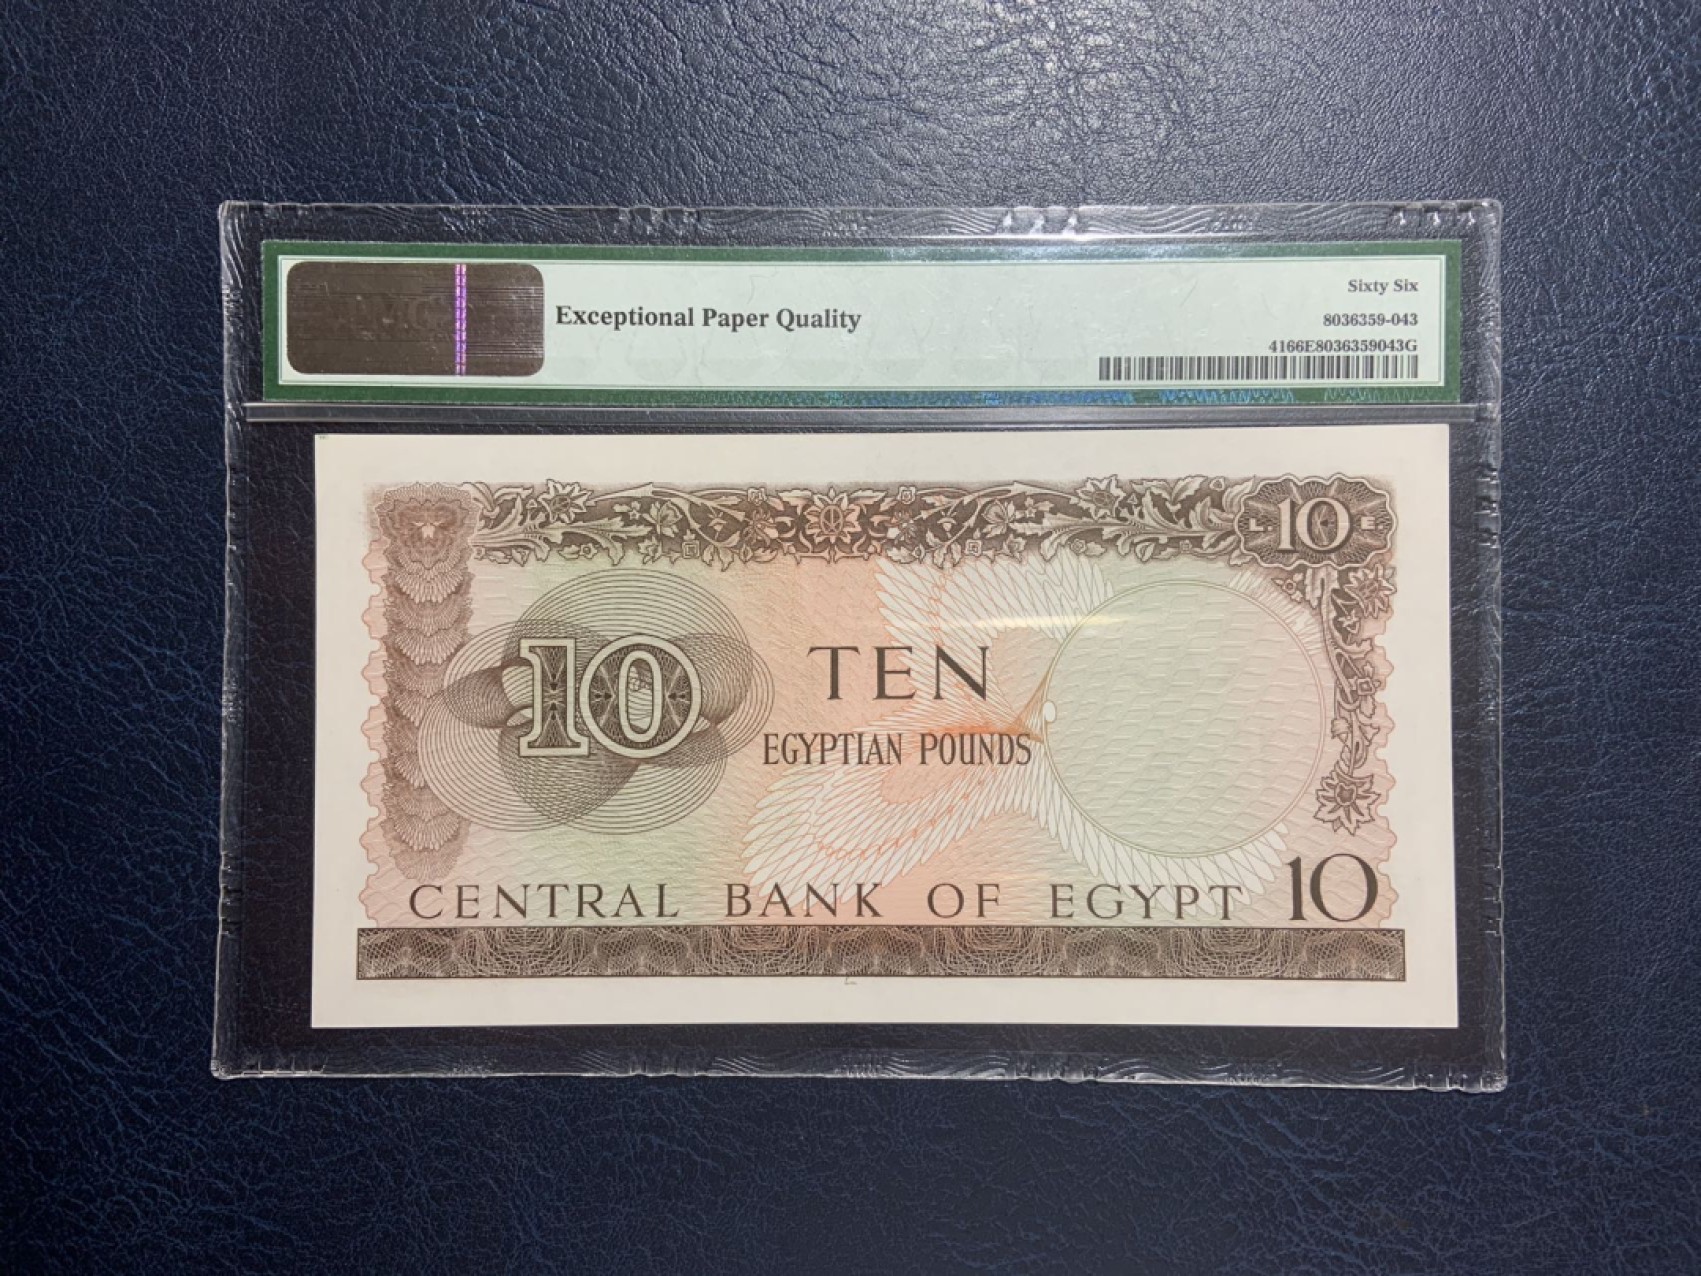 Exceptional Paper Quality
Sixty Six
8036359-043
4166E8036359043G
L. 10 E.
10
TEN
EGYPTIAN POUNDS
CENTRAL BANK OF EGYPT 10